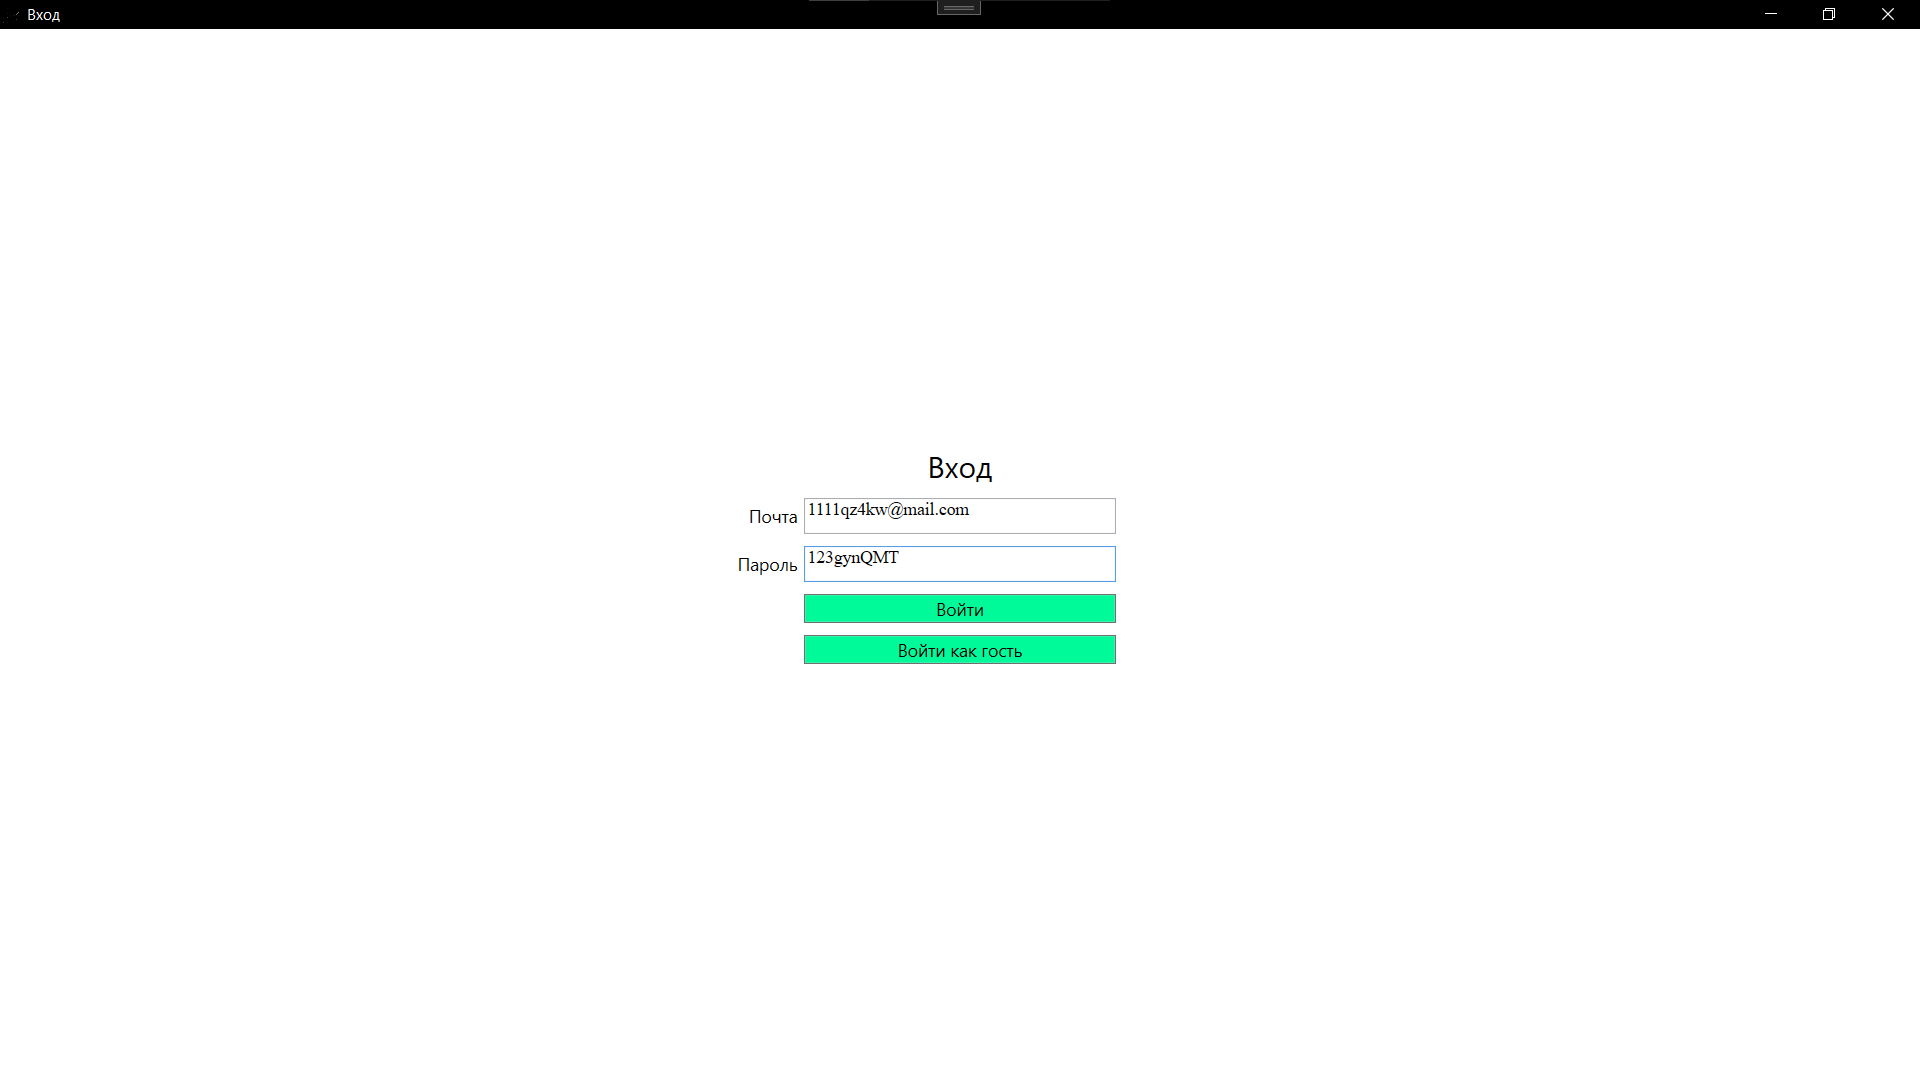 Вход
Вход
Почта 1111qz4kw@mail.com
Пароль 123gynQMT
Войти
Войти как гость